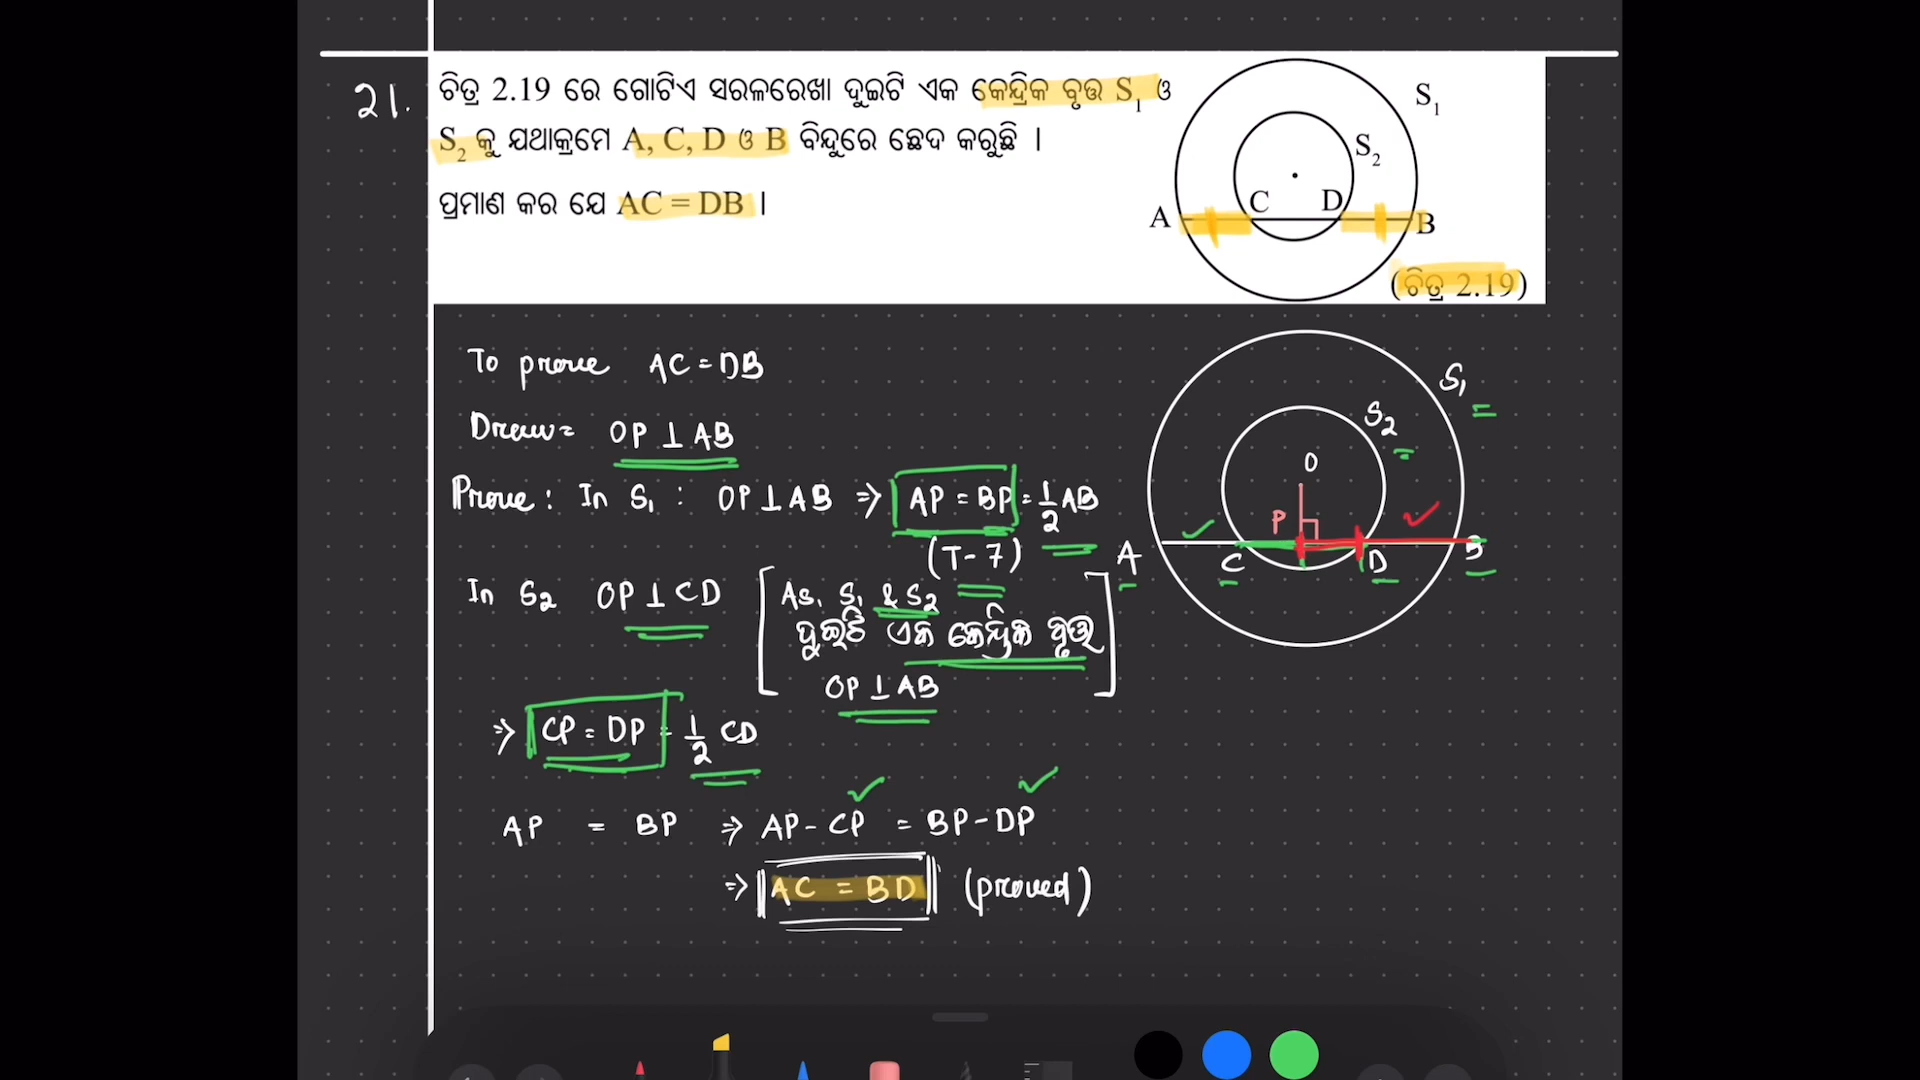 21.
ଚିତ୍ର 2.19 ରେ ଗୋଟିଏ ସରଳରେଖା ଦୁଇଟି ଏକ କେନ୍ଦ୍ରିକ ବୃତ୍ତ S1 ଓ
S2 କୁ ଯଥାକ୍ରମେ A, C, D ଓ B ବିନ୍ଦୁରେ ଛେଦ କରୁଛି ।
ପ୍ରମାଣ କର ଯେ AC = DB ।
S1
S2
A C D B
(ଚିତ୍ର 2.19)
To prove AC = DB
Draw = OP ⊥ AB
Prove : In S1 : OP ⊥ AB ⇒ AP = BP = 1/2 AB
(T-7)
In S2 OP ⊥ CD [As, S1 & S2
ଦୁଇଟି ଏକ କେନ୍ଦ୍ରିକ ବୃତ୍ତ
OP ⊥ AB]
⇒ CP = DP = 1/2 CD
AP = BP ⇒ AP - CP = BP - DP
⇒ AC = BD (proved)
S1
S2
O
P
A C D B